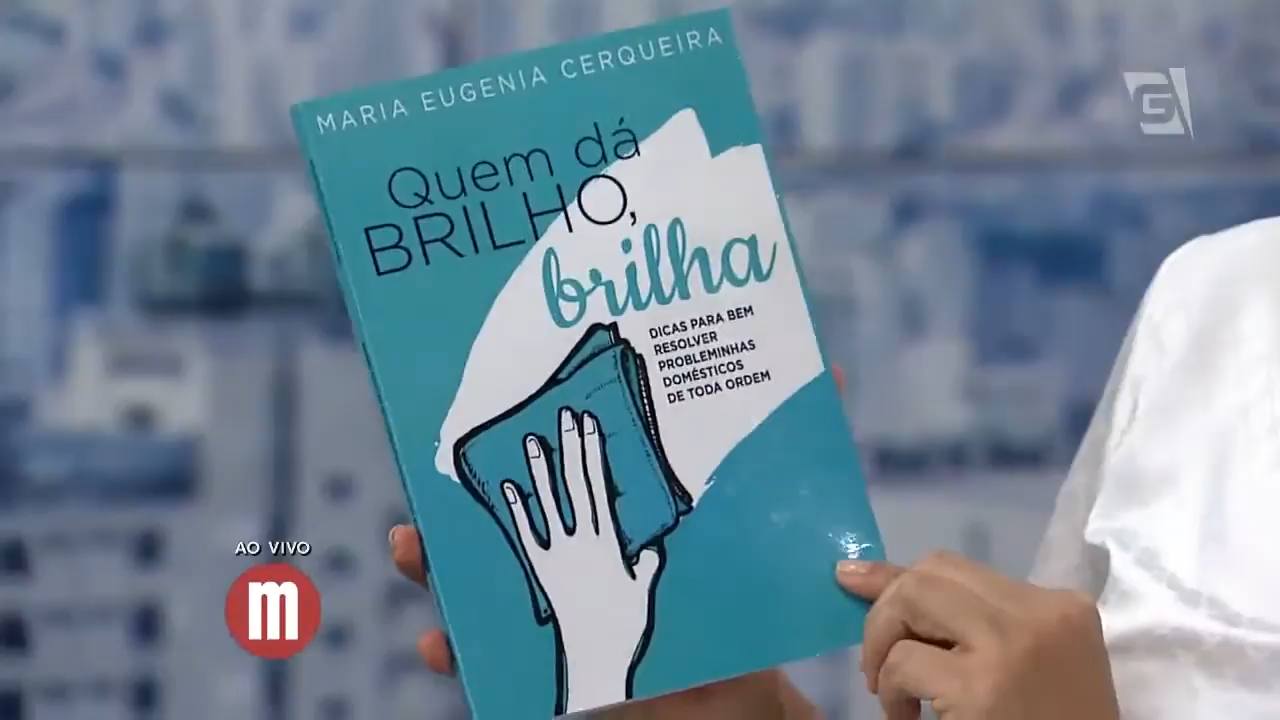 MARIA EUGENIA CERQUEIRA
Quem dá
BRILHO,
brilha
DICAS PARA BEM
RESOLVER
PROBLEMINHAS
DOMÉSTICOS
DE TODA ORDEM
AO VIVO
m
G